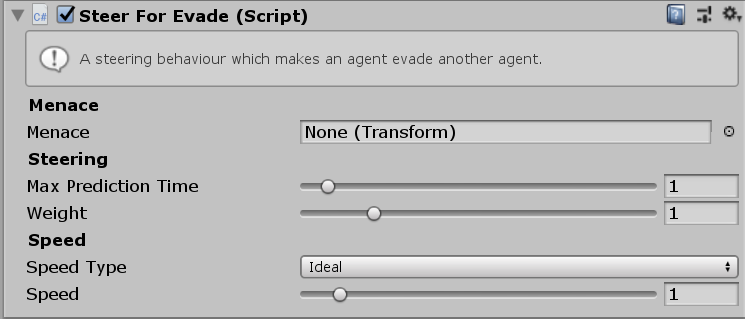 C#
Steer For Evade (Script)
A steering behaviour which makes an agent evade another agent.
Menace
Menace None (Transform)
Steering
Max Prediction Time 1
Weight 1
Speed
Speed Type Ideal
Speed 1